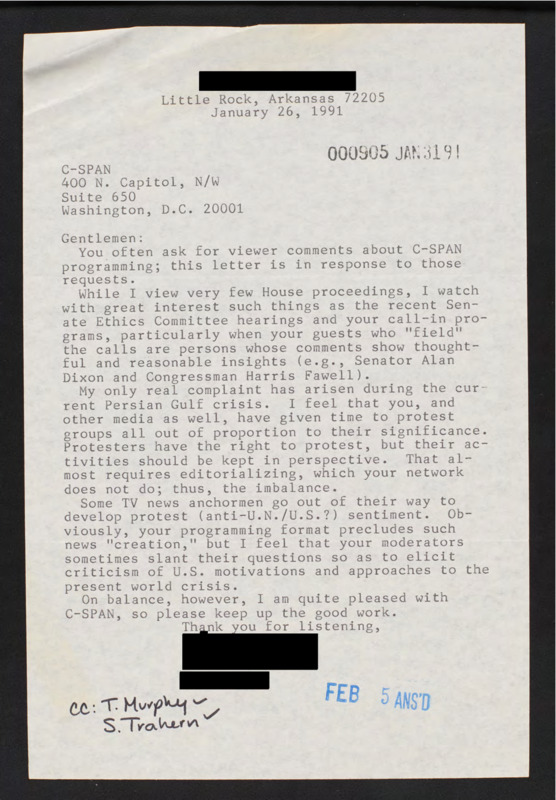 Little Rock, Arkansas 72205
January 26, 1991
000905 JAN 31 91
C-SPAN
400 N. Capitol, N/W
Suite 650
Washington, D.C. 20001
Gentlemen:
You often ask for viewer comments about C-SPAN
programming; this letter is in response to those
requests.
While I view very few House proceedings, I watch
with great interest such things as the recent Sen-
ate Ethics Committee hearings and your call-in pro-
grams, particularly when your guests who "field"
the calls are persons whose comments show thought-
ful and reasonable insights (e.g., Senator Alan
Dixon and Congressman Harris Fawell).
My only real complaint has arisen during the cur-
rent Persian Gulf crisis. I feel that you, and
other media as well, have given time to protest
groups all out of proportion to their significance.
Protesters have the right to protest, but their ac-
tivities should be kept in perspective. That al-
most requires editorializing, which your network
does not do; thus, the imbalance.
Some TV news anchormen go out of their way to
develop protest (anti-U.N./U.S.?) sentiment. Ob-
viously, your programming format precludes such
news "creation," but I feel that your moderators
sometimes slant their questions so as to elicit
criticism of U.S. motivations and approaches to the
present world crisis.
On balance, however, I am quite pleased with
C-SPAN, so please keep up the good work.
Thank you for listening,
FEB 5 ANS'D
cc: T. Murphy ✓
S. Trahern ✓